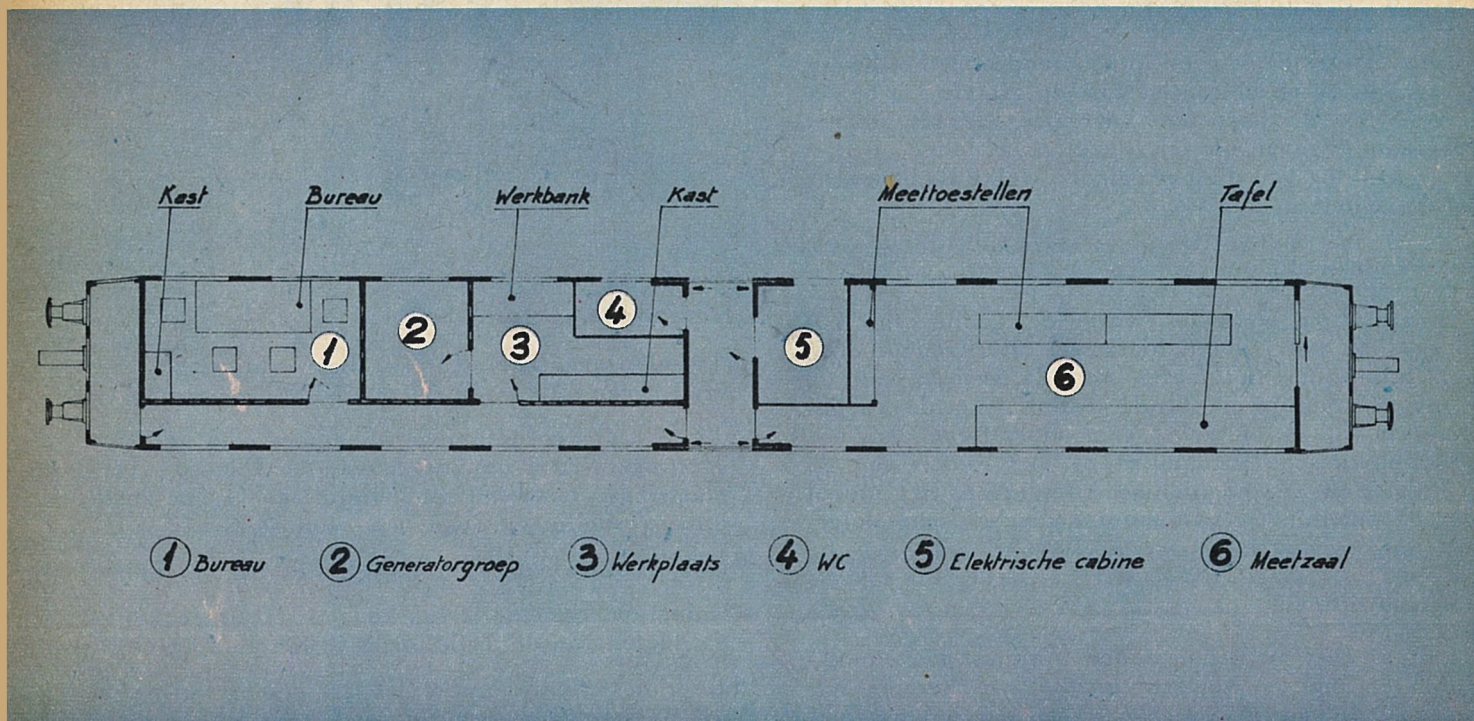 Kast Bureau Werkbank Kast Meettoestellen Tafel
1 2 3 4 5 6
1 Bureau 2 Generatorgroep 3 Werkplaats 4 WC 5 Elektrische cabine 6 Meetzaal